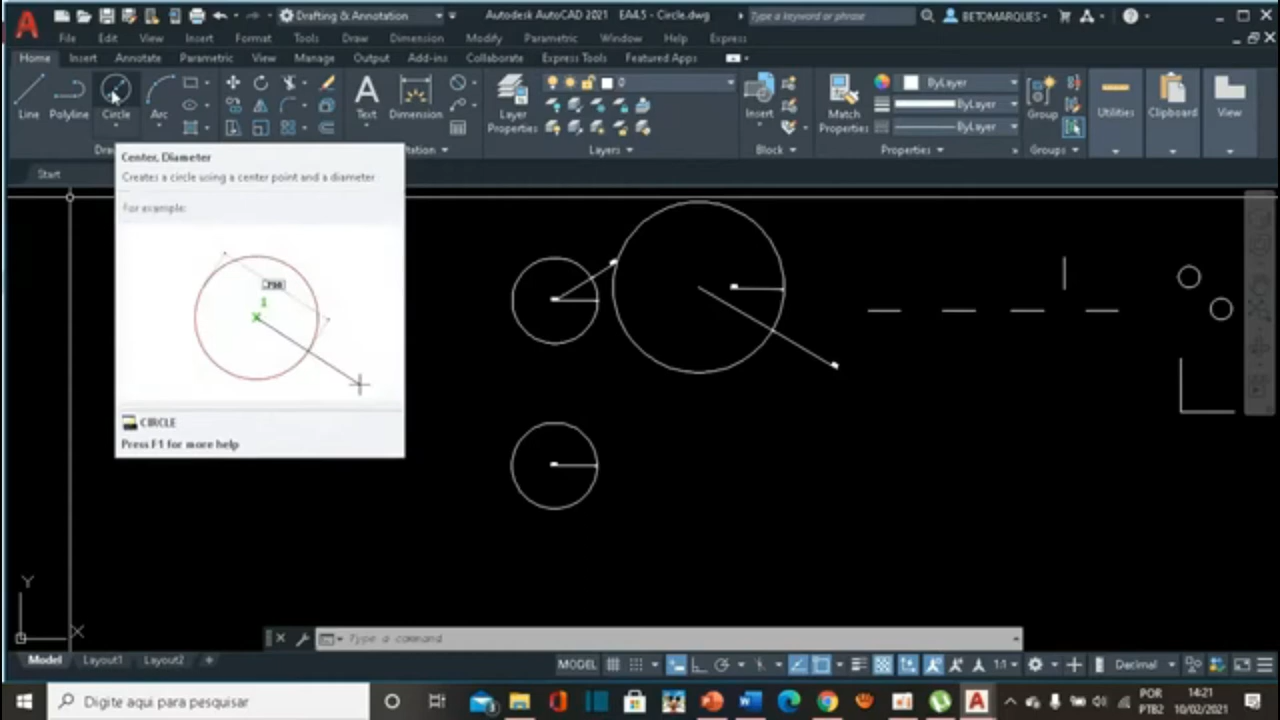 Drafting & Annotation
Autodesk AutoCAD 2021 EA4.5 - Circle.dwg
Type a keyword or phrase
BETOMARQUES
File Edit View Insert Format Tools Draw Dimension Modify Parametric Window Help Express
Home Insert Annotate Parametric View Manage Output Add-ins Collaborate Express Tools Featured Apps
0
ByLayer
ByLayer
ByLayer
Line Polyline Circle Arc Text Dimension Layer Properties Insert Match Properties Group Utilities Clipboard View
Layers Block Properties Groups
Start
Center, Diameter
Creates a circle using a center point and a diameter
For example:
1
CIRCLE
Press F1 for more help
Y
X
Type a command
Model Layout1 Layout2 +
MODEL 1:1 Decimal
Digite aqui para pesquisar
POR
PTB2
14:21
10/02/2021